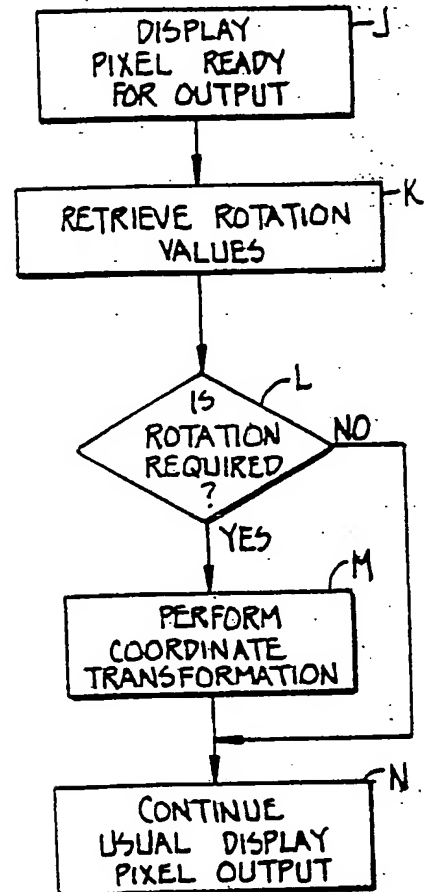 DISPLAY
PIXEL READY
FOR OUTPUT
J
RETRIEVE ROTATION
VALUES
K
IS
ROTATION
REQUIRED
?
L
NO
YES
PERFORM
COORDINATE
TRANSFORMATION
M
CONTINUE
USUAL DISPLAY
PIXEL OUTPUT
N